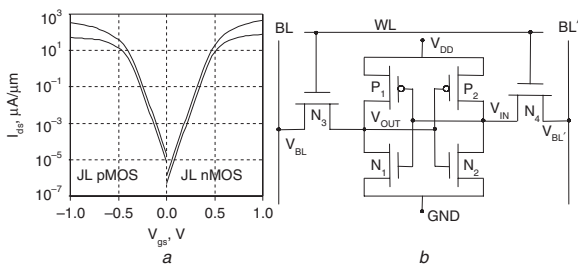 10³
10¹
10⁻¹
10⁻³
10⁻⁵
10⁻⁷
I_ds, μA/μm
JL pMOS
JL nMOS
−1.0
−0.5
0.0
0.5
1.0
V_gs, V
a
BL
WL
BL′
V_DD
P₁
P₂
N₃
V_OUT
V_IN
N₄
V_BL
V_BL′
N₁
N₂
GND
b